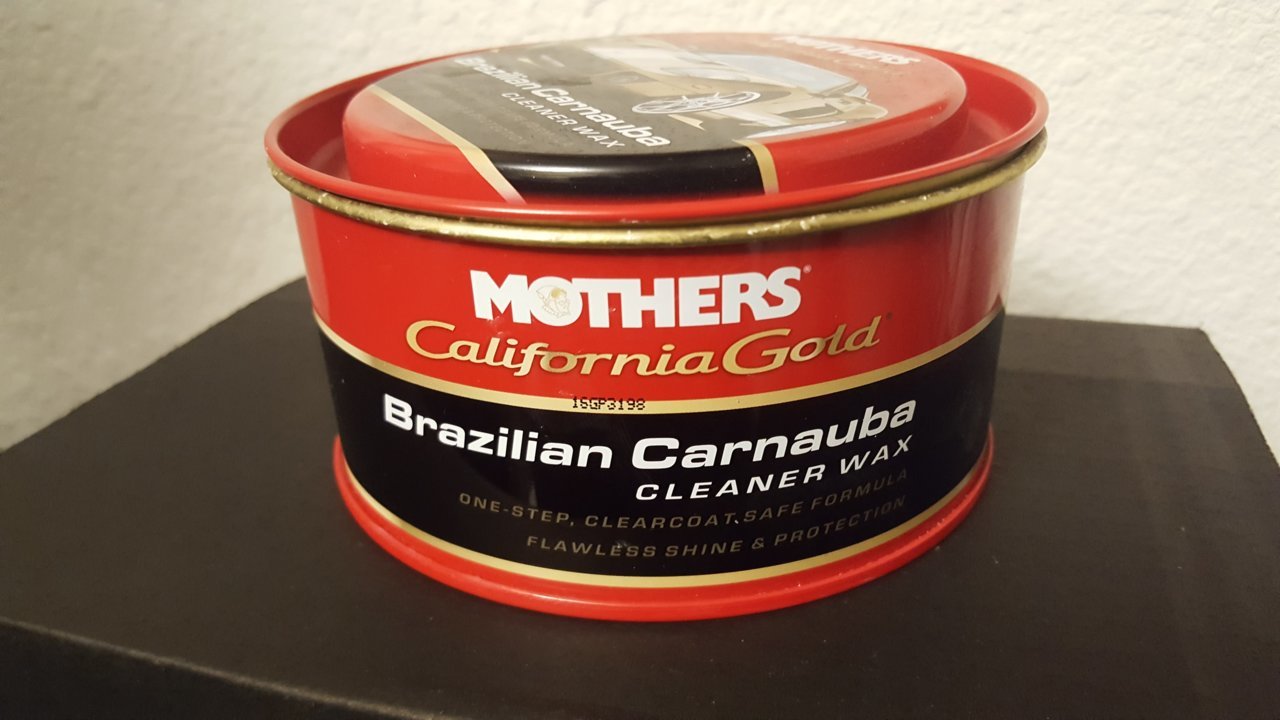 MOTHERS
Brazilian Carnauba
CLEANER WAX
MOTHERS®
California Gold®
16GP3198
Brazilian Carnauba
CLEANER WAX
ONE-STEP, CLEARCOAT SAFE FORMULA
FLAWLESS SHINE & PROTECTION